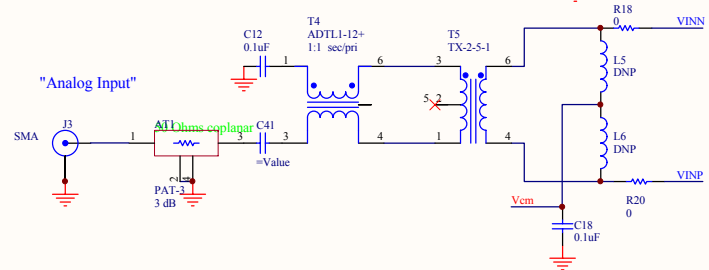 R18
0
VINN
T4
ADTL1-12+
1:1 sec/pri
C12
0.1uF
1
6
T5
TX-2-5-1
3
6
L5
DNP
"Analog Input"
5
2
J3
SMA
AT1
Ohms coplanar
C41
1
3
=Value
3
4
1
4
L6
DNP
2
4
PAT-3
3 dB
VINP
R20
0
Vcm
C18
0.1uF